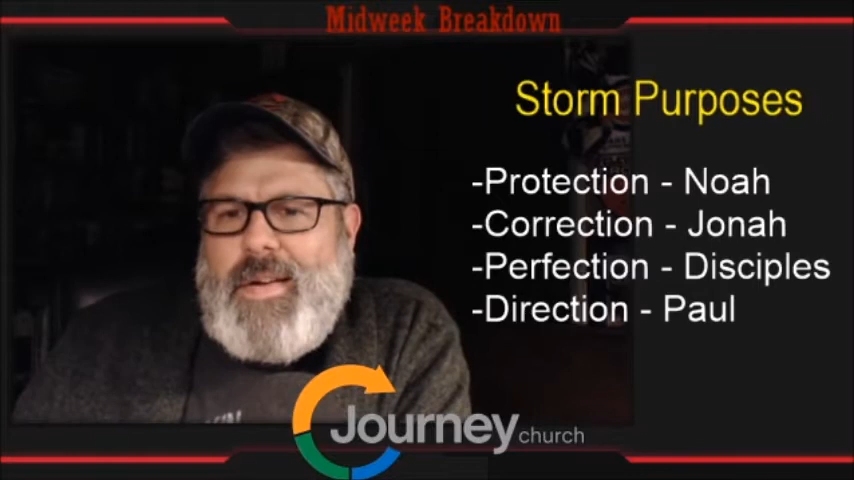 Midweek Breakdown
Storm Purposes
-Protection - Noah
-Correction - Jonah
-Perfection - Disciples
-Direction - Paul
Journey church